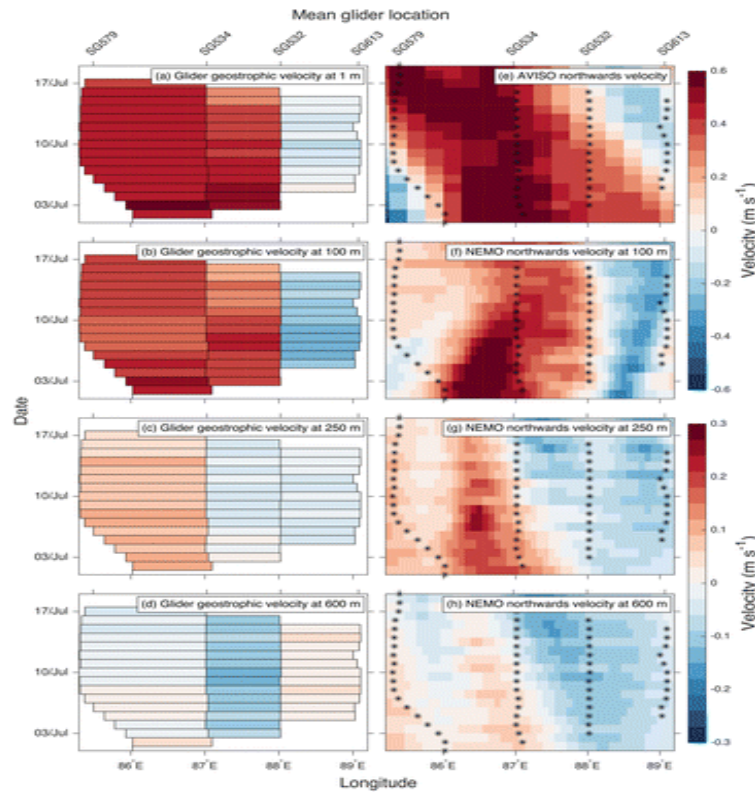 Mean glider location
SG579 SG534 SG532 SG613 SG579 SG534 SG532 SG613
(a) Glider geostrophic velocity at 1 m
(e) AVISO northwards velocity
17/Jul
10/Jul
03/Jul
(b) Glider geostrophic velocity at 100 m
(f) NEMO northwards velocity at 100 m
17/Jul
10/Jul
03/Jul
0.6
0.4
0.2
0
-0.2
-0.4
-0.6
Velocity (m s⁻¹)
Date
(c) Glider geostrophic velocity at 250 m
(g) NEMO northwards velocity at 250 m
17/Jul
10/Jul
03/Jul
(d) Glider geostrophic velocity at 600 m
(h) NEMO northwards velocity at 600 m
17/Jul
10/Jul
03/Jul
0.3
0.2
0.1
0
-0.1
-0.2
-0.3
Velocity (m s⁻¹)
86°E 87°E 88°E 89°E 86°E 87°E 88°E 89°E
Longitude